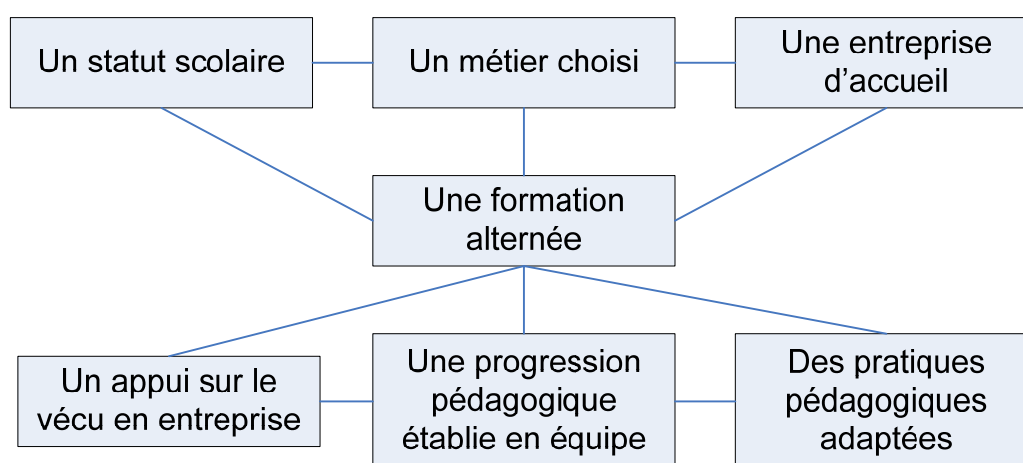 Un statut scolaire
Un métier choisi
Une entreprise
d’accueil
Une formation
alternée
Un appui sur le
vécu en entreprise
Une progression
pédagogique
établie en équipe
Des pratiques
pédagogiques
adaptées